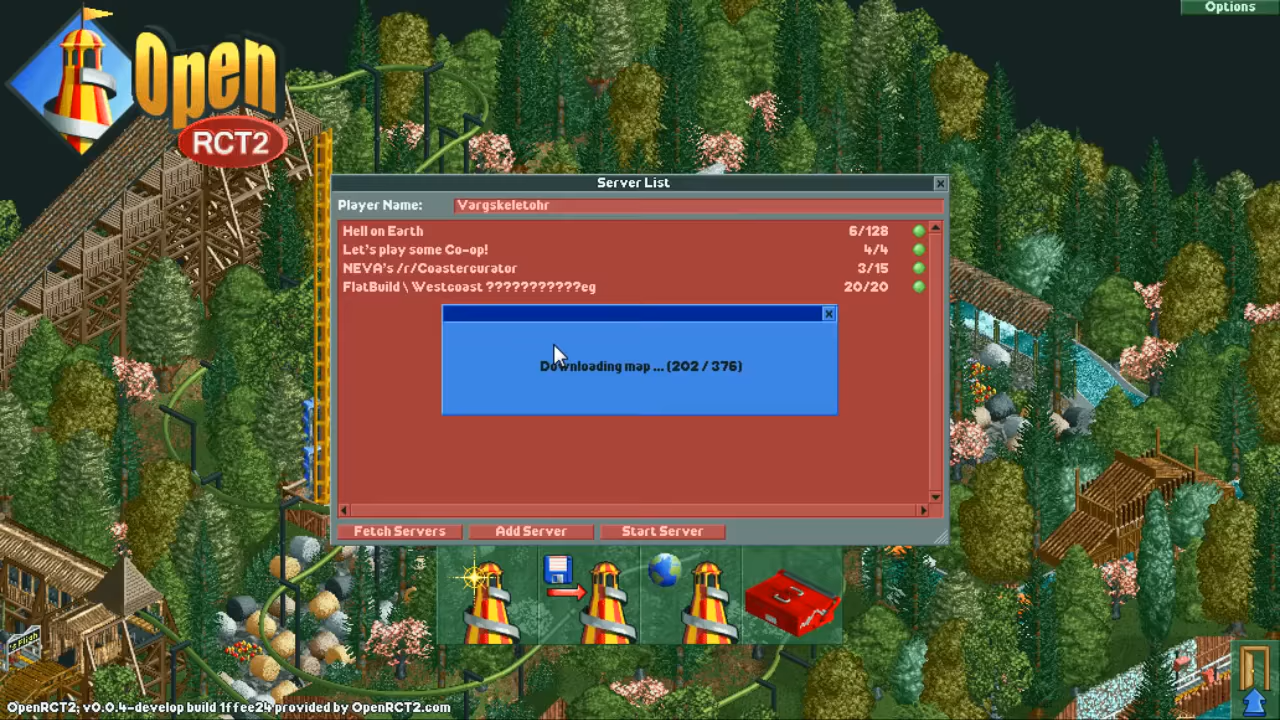 Options
Open
RCT2
Server List
Player Name: Vargskeletohr
Hell on Earth 6/128
Let's play some Co-op! 4/4
NEVA's /r/Coastercurator 3/15
FlatBuild \ Westcoast ???????????eg 20/20
Downloading map ... (202 / 376)
Fetch Servers Add Server Start Server
OpenRCT2, v0.0.4-develop build 1ffee24 provided by OpenRCT2.com